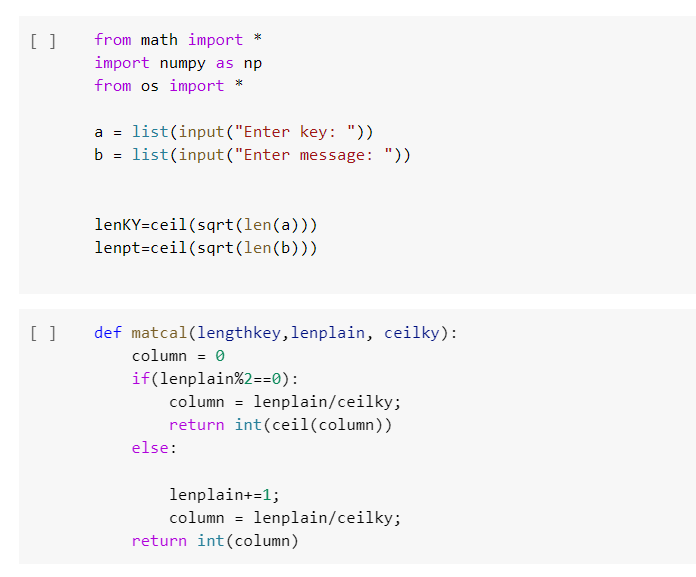 [ ] from math import *
import numpy as np
from os import *
a = list(input("Enter key: "))
b = list(input("Enter message: "))
lenKY=ceil(sqrt(len(a)))
lenpt=ceil(sqrt(len(b)))
[ ] def matcal(lengthkey,lenplain, ceilky):
    column = 0
    if(lenplain%2==0):
        column = lenplain/ceilky;
        return int(ceil(column))
    else:
        lenplain+=1;
        column = lenplain/ceilky;
    return int(column)